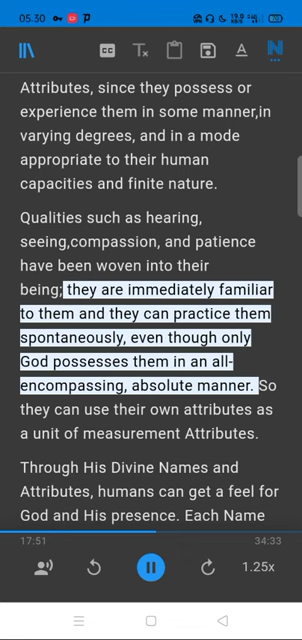 05.30
CC
Attributes, since they possess or
experience them in some manner,in
varying degrees, and in a mode
appropriate to their human
capacities and finite nature.
Qualities such as hearing,
seeing,compassion, and patience
have been woven into their
being; they are immediately familiar
to them and they can practice them
spontaneously, even though only
God possesses them in an all-
encompassing, absolute manner. So
they can use their own attributes as
a unit of measurement Attributes.
Through His Divine Names and
Attributes, humans can get a feel for
God and His presence. Each Name
17:51 34:33
1.25x